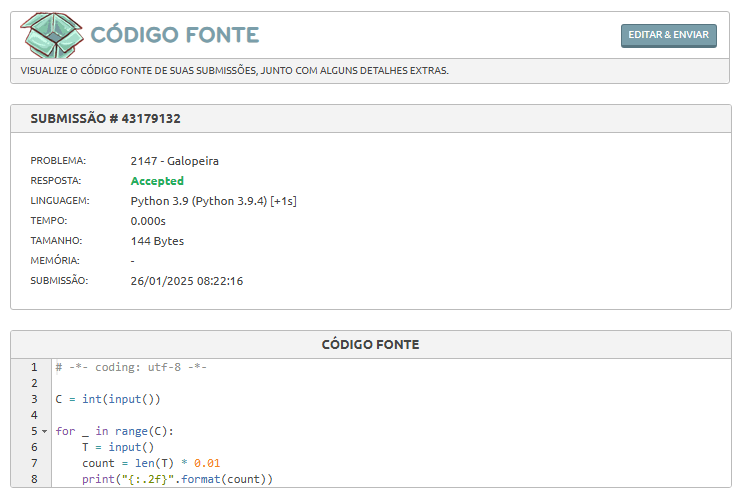 CÓDIGO FONTE
EDITAR & ENVIAR
VISUALIZE O CÓDIGO FONTE DE SUAS SUBMISSÕES, JUNTO COM ALGUNS DETALHES EXTRAS.
SUBMISSÃO # 43179132
PROBLEMA: 2147 - Galopeira
RESPOSTA: Accepted
LINGUAGEM: Python 3.9 (Python 3.9.4) [+1s]
TEMPO: 0.000s
TAMANHO: 144 Bytes
MEMÓRIA: -
SUBMISSÃO: 26/01/2025 08:22:16
CÓDIGO FONTE
1 # -*- coding: utf-8 -*-
2
3 C = int(input())
4
5 for _ in range(C):
6     T = input()
7     count = len(T) * 0.01
8     print("{:.2f}".format(count))